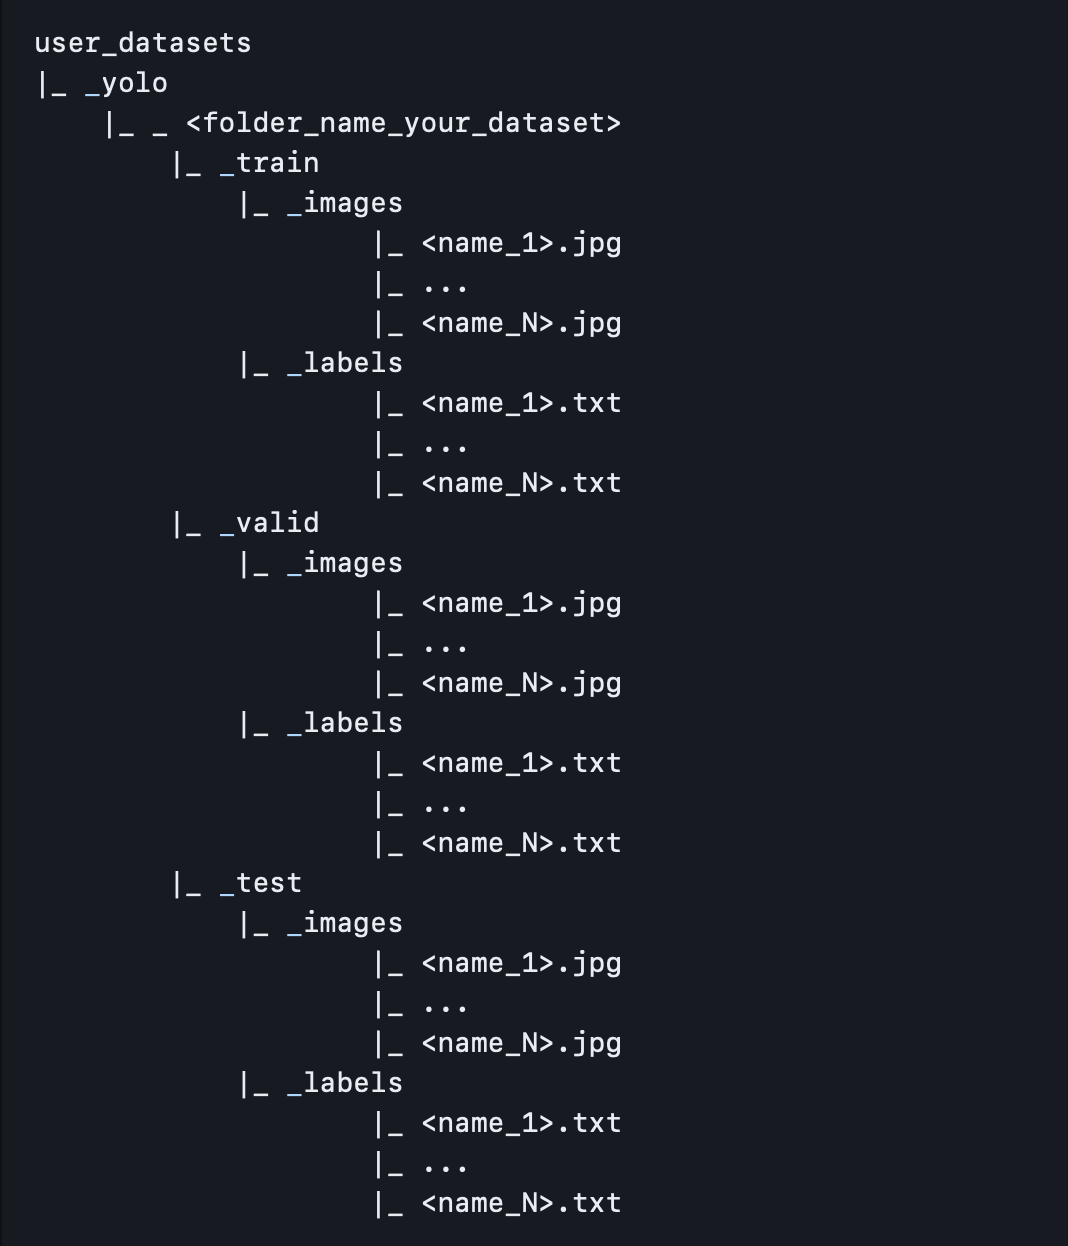 user_datasets
|_ _yolo
    |_ _ <folder_name_your_dataset>
        |_ _train
            |_ _images
                    |_ <name_1>.jpg
                    |_ ...
                    |_ <name_N>.jpg
            |_ _labels
                    |_ <name_1>.txt
                    |_ ...
                    |_ <name_N>.txt
        |_ _valid
            |_ _images
                    |_ <name_1>.jpg
                    |_ ...
                    |_ <name_N>.jpg
            |_ _labels
                    |_ <name_1>.txt
                    |_ ...
                    |_ <name_N>.txt
        |_ _test
            |_ _images
                    |_ <name_1>.jpg
                    |_ ...
                    |_ <name_N>.jpg
            |_ _labels
                    |_ <name_1>.txt
                    |_ ...
                    |_ <name_N>.txt